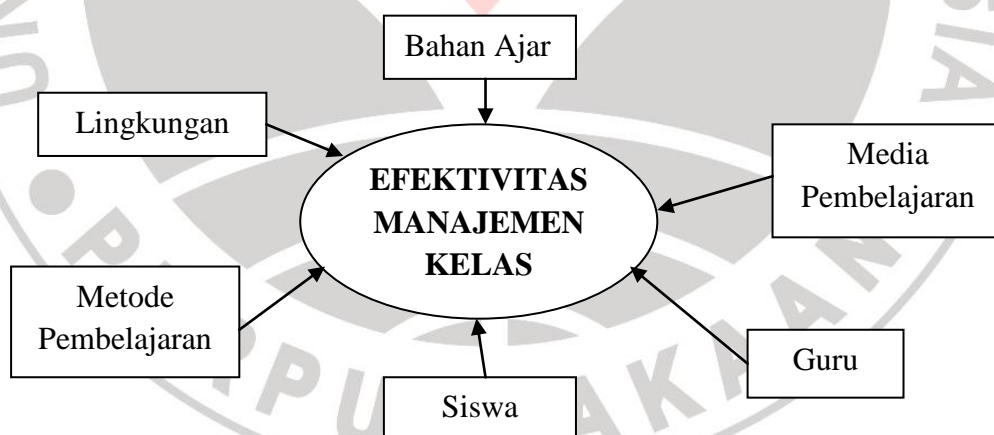 Bahan Ajar
Lingkungan
Media
Pembelajaran
EFEKTIVITAS
MANAJEMEN
KELAS
Metode
Pembelajaran
Guru
Siswa